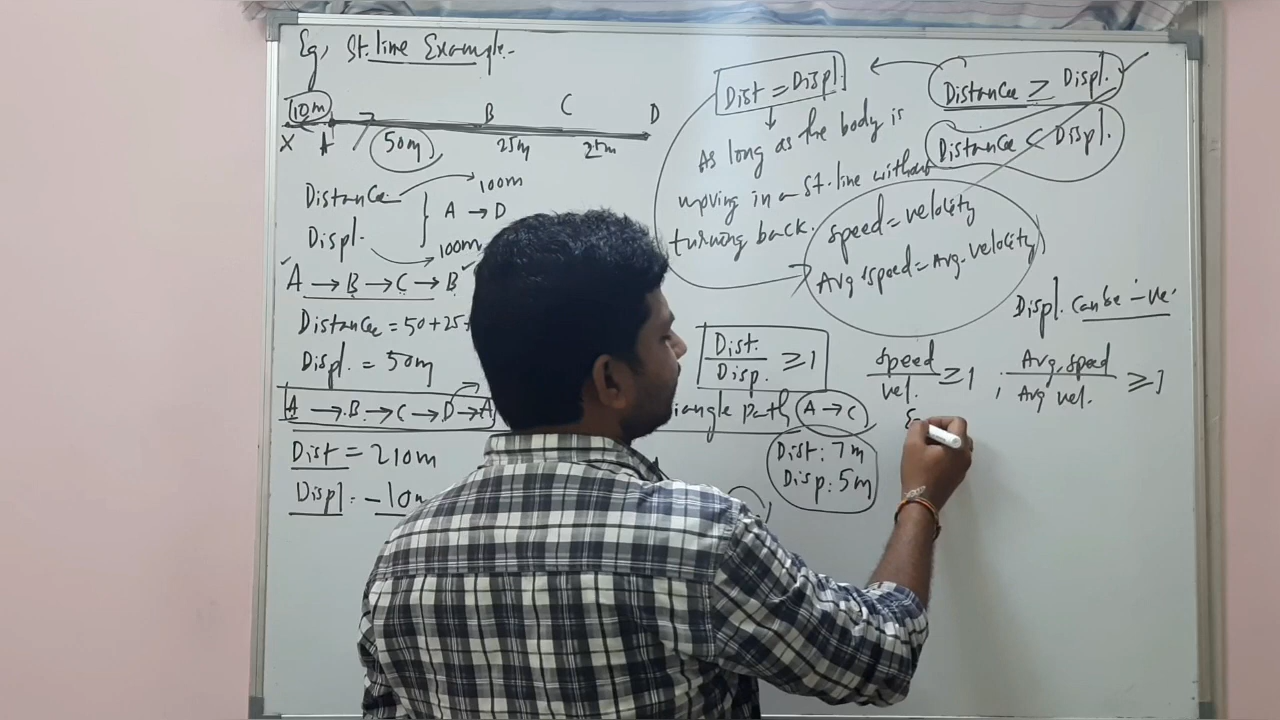 Eg, St.line Example.
10m
B C D
X A 50m 25m 25m
Distance 100m
A → D
Displ. 100m
A → B → C → B
Distance = 50+25+
Displ. = 50m
A → B → C → D → A
Dist = 210m
Displ. = -10m
Dist = Displ.
As long as the body is
moving in a St.line without
turning back.
Distance ≥ Displ.
Distance < Displ.
Speed = velocity
Avg.speed = Avg.velocity
Displ. can be -ve.
Dist. / Disp. ≥ 1
speed / vel. ≥ 1 ; Avg.speed / Avg vel. ≥ 1
iangle path A → C
Dist: 7m
Disp: 5m